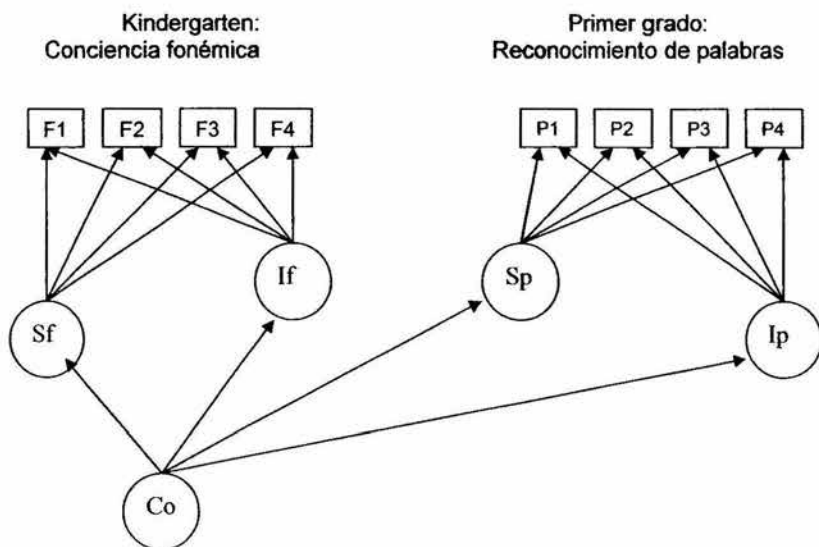 Kindergarten:
Conciencia fonémica
Primer grado:
Reconocimiento de palabras
F1 F2 F3 F4
P1 P2 P3 P4
If
Sp
Sf
Ip
Co